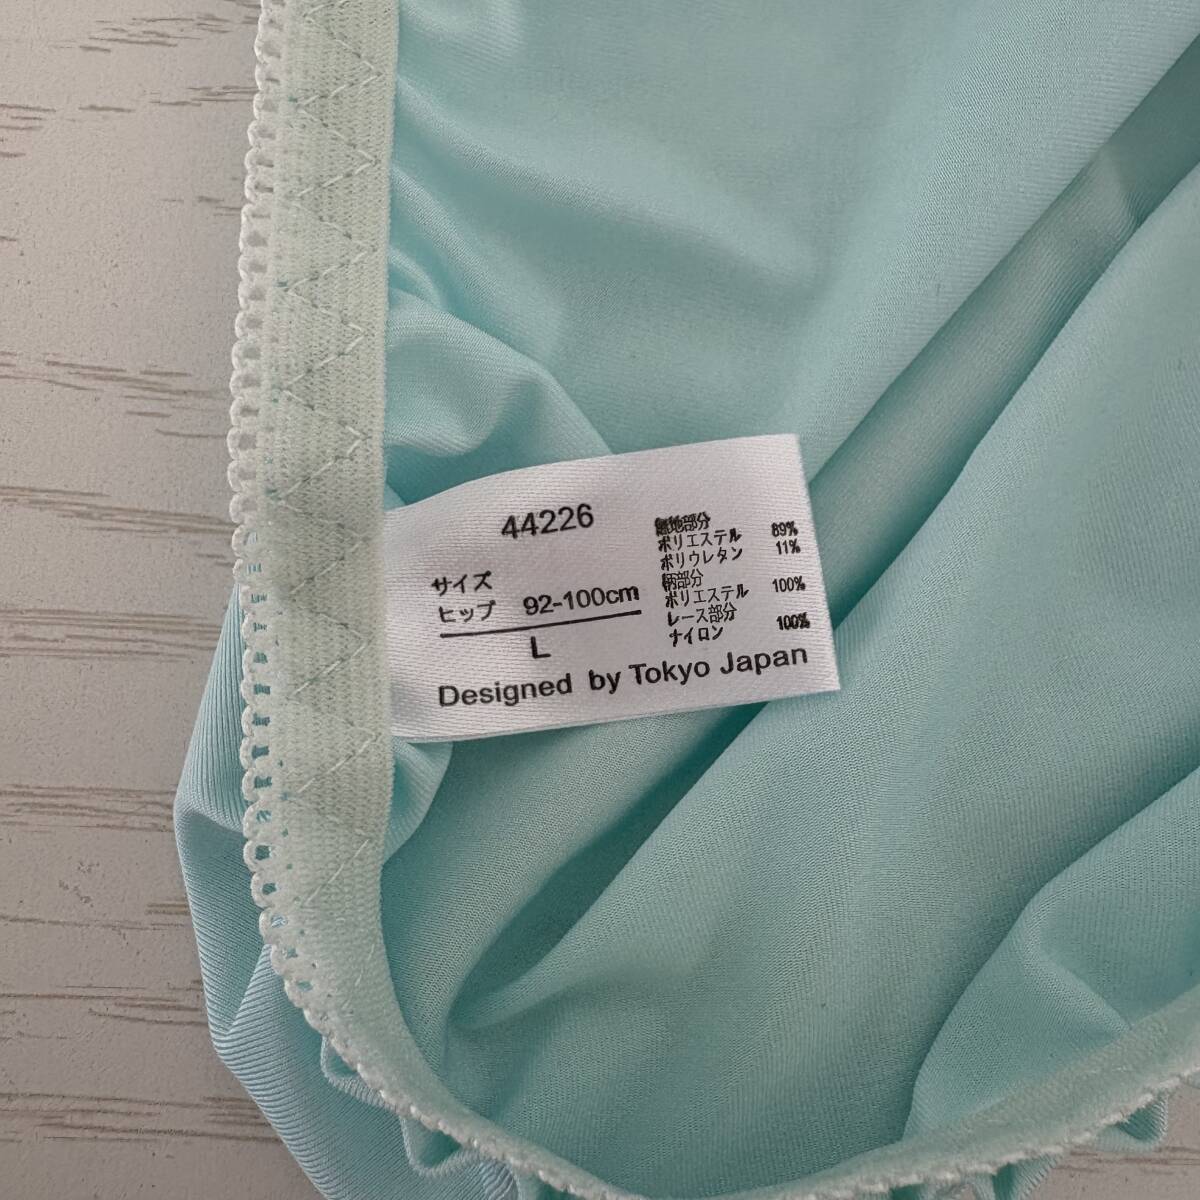 44226
サイズ
ヒップ 92-100cm
L
無地部分
ポリエステル 89%
ポリウレタン 11%
柄部分
ポリエステル 100%
レース部分
ナイロン 100%
Designed by Tokyo Japan